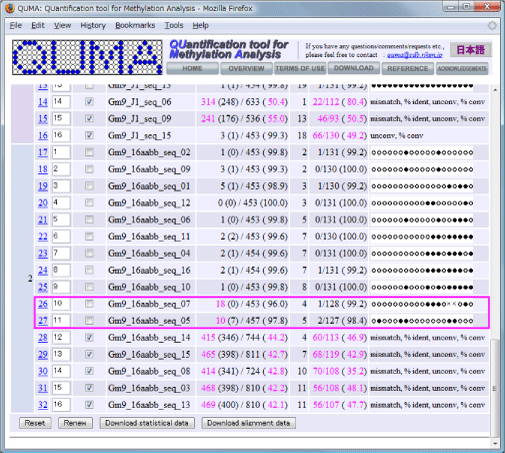 QUMA: Quantification tool for Methylation Analysis - Mozilla Firefox
File Edit View History Bookmarks Tools Help
QUMA
QUantification tool for
Methylation Analysis
If you have any questions/comments/requests etc.,
please feel free to contact : quma@cdb.riken.jp
日本語
HOME OVERVIEW TERMS OF USE DOWNLOAD REFERENCE ACKNOWLEDGEMENTS
14 14 Gm9_J1_seq_06 314 (248) / 633 ( 50.4) 1 22/112 ( 80.4) mismatch, % ident, unconv, % conv
15 15 Gm9_J1_seq_09 241 (176) / 536 ( 55.0) 13 46/93 ( 50.5) mismatch, % ident, unconv, % conv
16 16 Gm9_J1_seq_15 3 (1) / 453 ( 99.3) 18 66/130 ( 49.2) unconv, % conv
17 1 Gm9_16aabb_seq_02 1 (0) / 453 ( 99.8) 1 1/131 ( 99.2)
18 2 Gm9_16aabb_seq_09 3 (1) / 453 ( 99.3) 2 0/130 (100.0)
19 3 Gm9_16aabb_seq_01 5 (1) / 453 ( 98.9) 3 1/130 ( 99.2)
20 4 Gm9_16aabb_seq_12 0 (0) / 453 (100.0) 3 0/131 (100.0)
21 5 Gm9_16aabb_seq_06 1 (0) / 453 ( 99.8) 5 0/131 (100.0)
22 6 Gm9_16aabb_seq_11 2 (2) / 453 ( 99.6) 2 0/131 (100.0)
23 7 Gm9_16aabb_seq_04 2 (1) / 453 ( 99.6) 7 0/131 (100.0)
24 8 Gm9_16aabb_seq_16 2 (1) / 454 ( 99.6) 7 1/131 ( 99.2)
25 9 Gm9_16aabb_seq_10 1 (1) / 454 ( 99.8) 8 0/131 (100.0)
2
26 10 Gm9_16aabb_seq_07 18 (0) / 453 ( 96.0) 4 1/128 ( 99.2)
27 11 Gm9_16aabb_seq_05 10 (7) / 457 ( 97.8) 5 2/127 ( 98.4)
28 12 Gm9_16aabb_seq_14 415 (346) / 744 ( 44.2) 4 60/113 ( 46.9) mismatch, % ident, unconv, % conv
29 13 Gm9_16aabb_seq_15 465 (398) / 811 ( 42.7) 7 68/119 ( 42.9) mismatch, % ident, unconv, % conv
30 14 Gm9_16aabb_seq_08 414 (341) / 724 ( 42.8) 10 70/108 ( 35.2) mismatch, % ident, unconv, % conv
31 15 Gm9_16aabb_seq_03 468 (398) / 810 ( 42.2) 11 56/108 ( 48.1) mismatch, % ident, unconv, % conv
32 16 Gm9_16aabb_seq_13 469 (400) / 810 ( 42.1) 11 56/107 ( 47.7) mismatch, % ident, unconv, % conv
Reset Renew Download statistical data Download alignment data